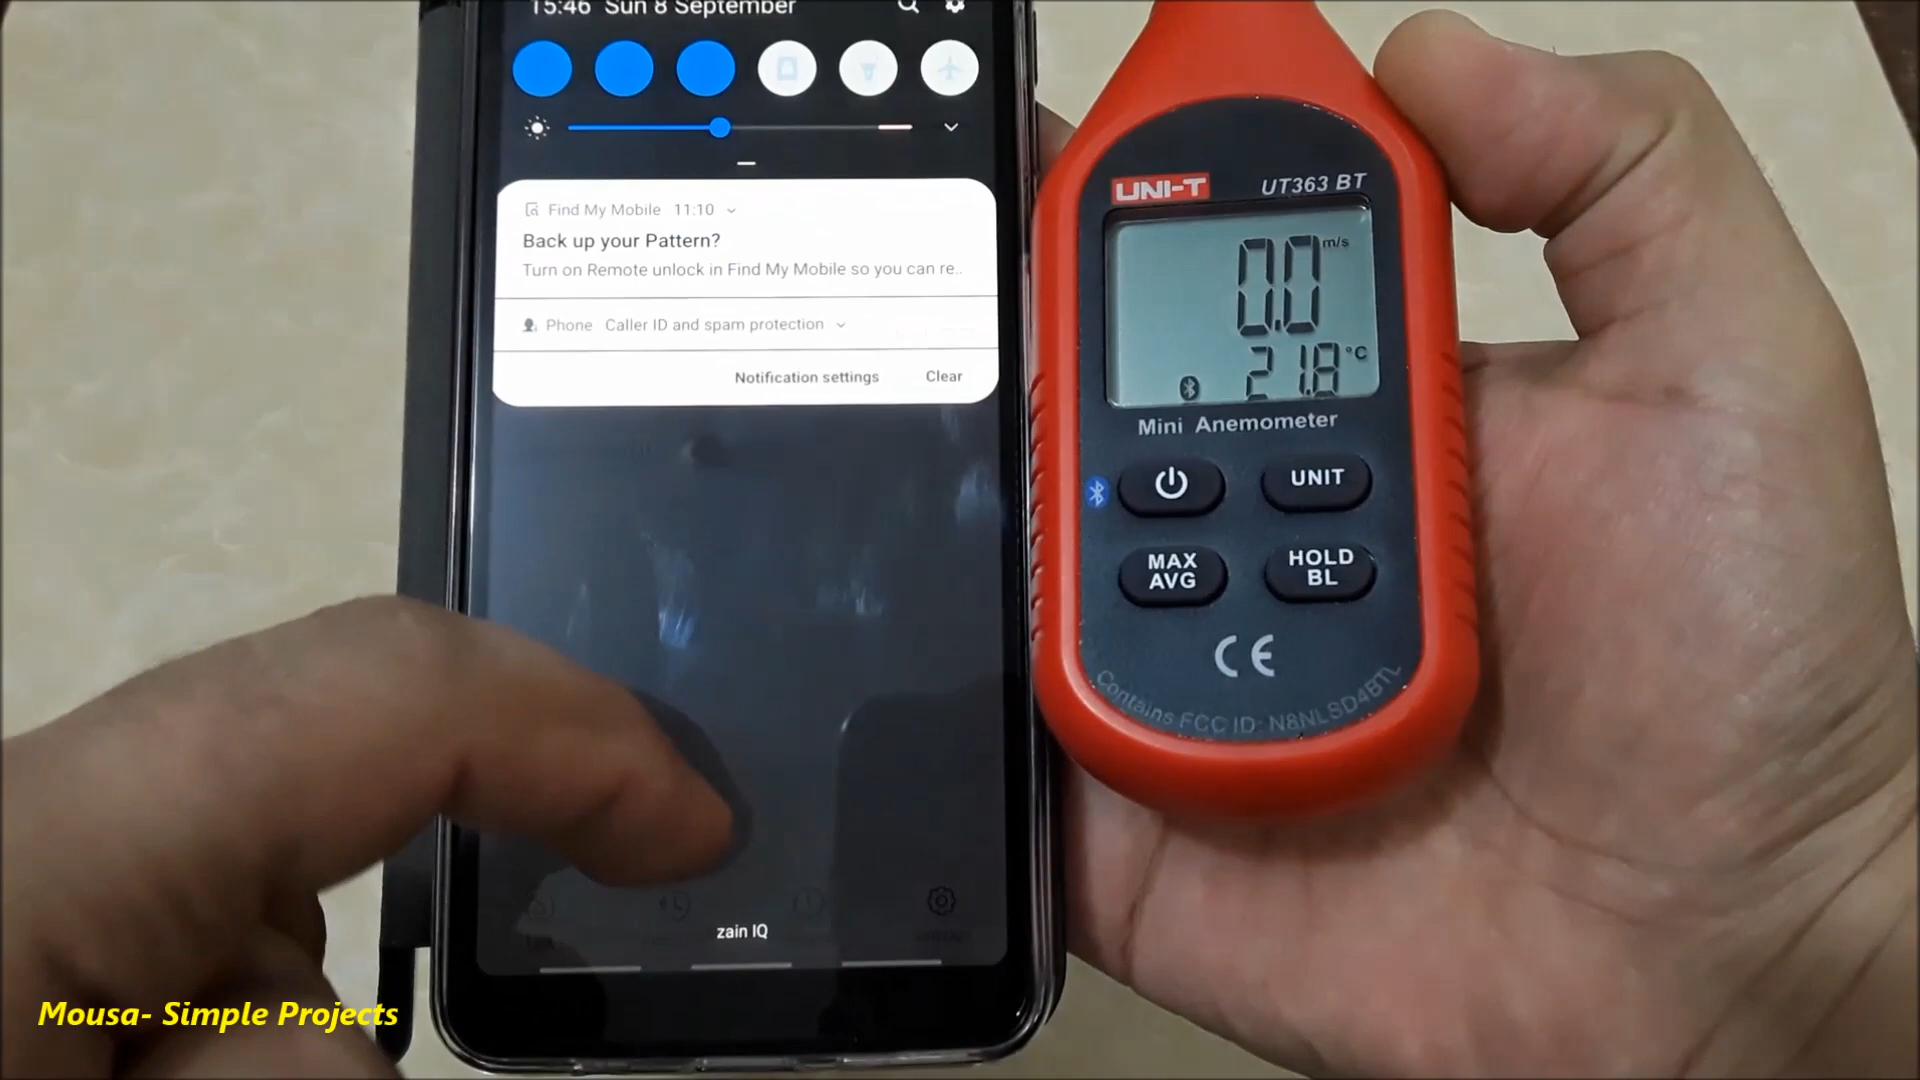 15:46 Sun 8 September
Find My Mobile 11:10
Back up your Pattern?
Turn on Remote unlock in Find My Mobile so you can re..
Phone Caller ID and spam protection
Notification settings Clear
zain IQ
UNI-T UT363 BT
0.0 m/s
21.8 °C
Mini Anemometer
UNIT
MAX AVG
HOLD BL
CE
Contains FCC ID: N8NLSD4BTL
Mousa- Simple Projects